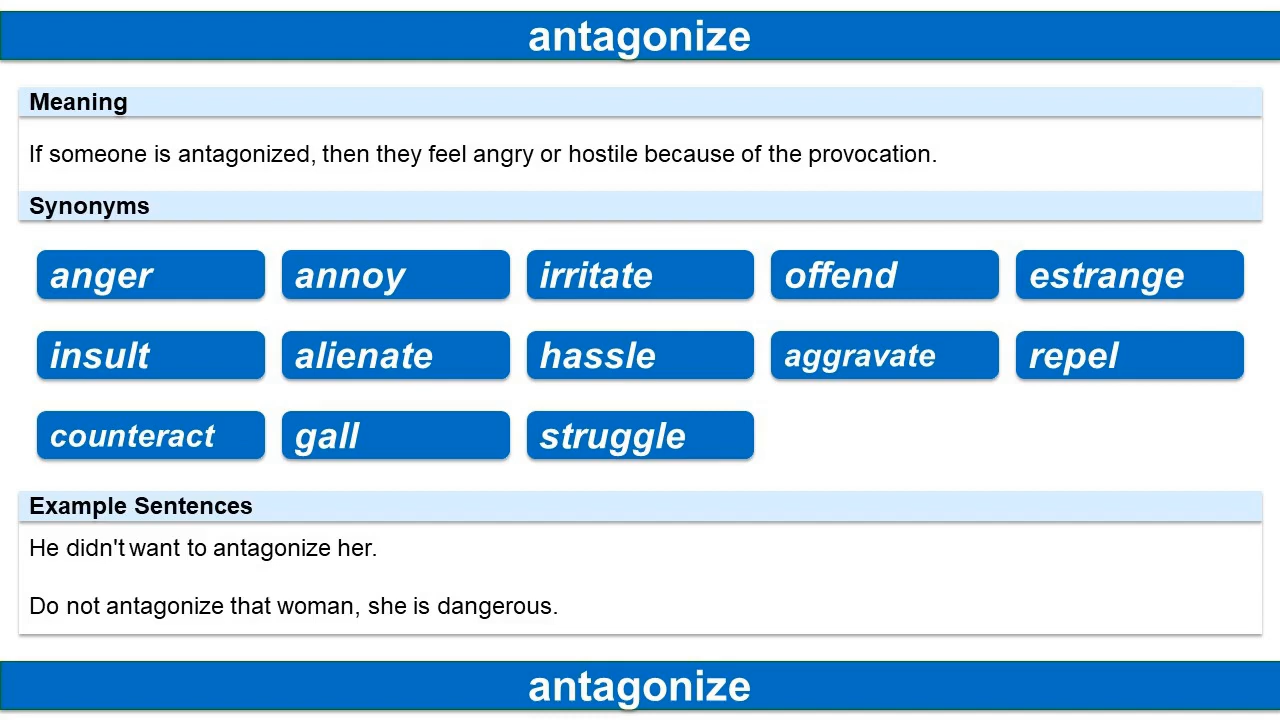 antagonize
Meaning
If someone is antagonized, then they feel angry or hostile because of the provocation.
Synonyms
anger annoy irritate offend estrange
insult alienate hassle aggravate repel
counteract gall struggle
Example Sentences
He didn't want to antagonize her.
Do not antagonize that woman, she is dangerous.
antagonize